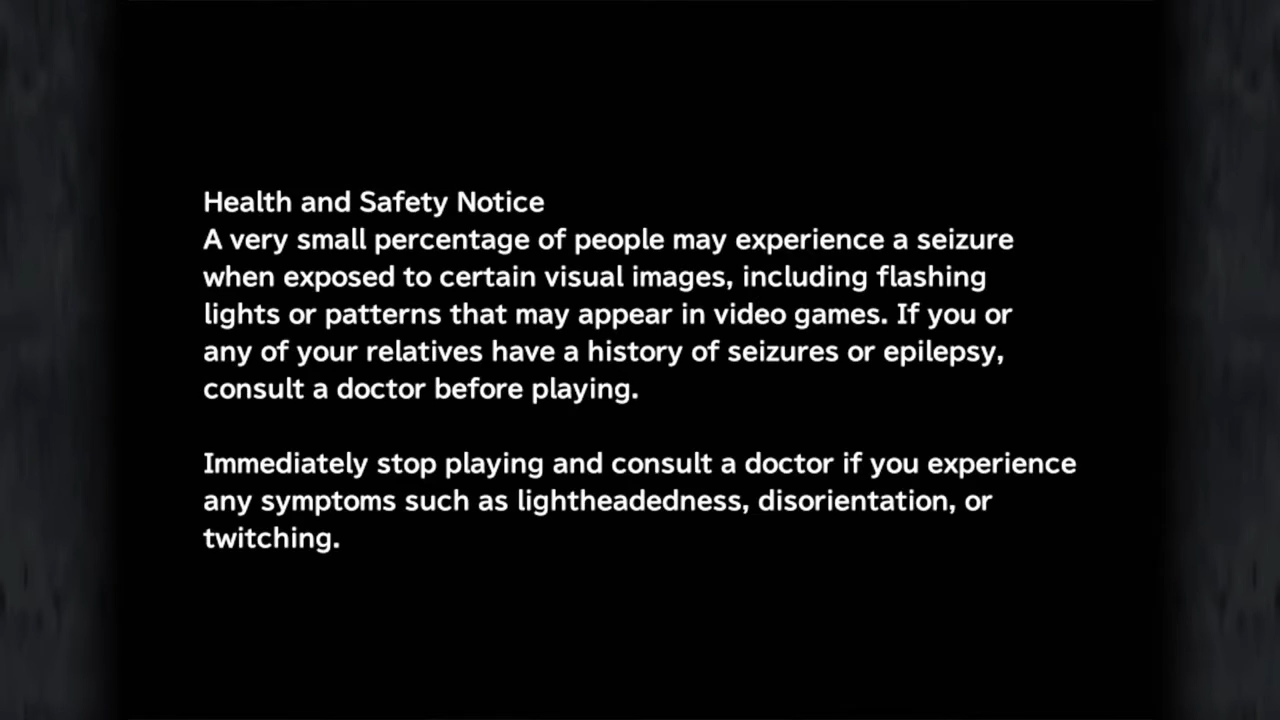 Health and Safety Notice
A very small percentage of people may experience a seizure
when exposed to certain visual images, including flashing
lights or patterns that may appear in video games. If you or
any of your relatives have a history of seizures or epilepsy,
consult a doctor before playing.
Immediately stop playing and consult a doctor if you experience
any symptoms such as lightheadedness, disorientation, or
twitching.